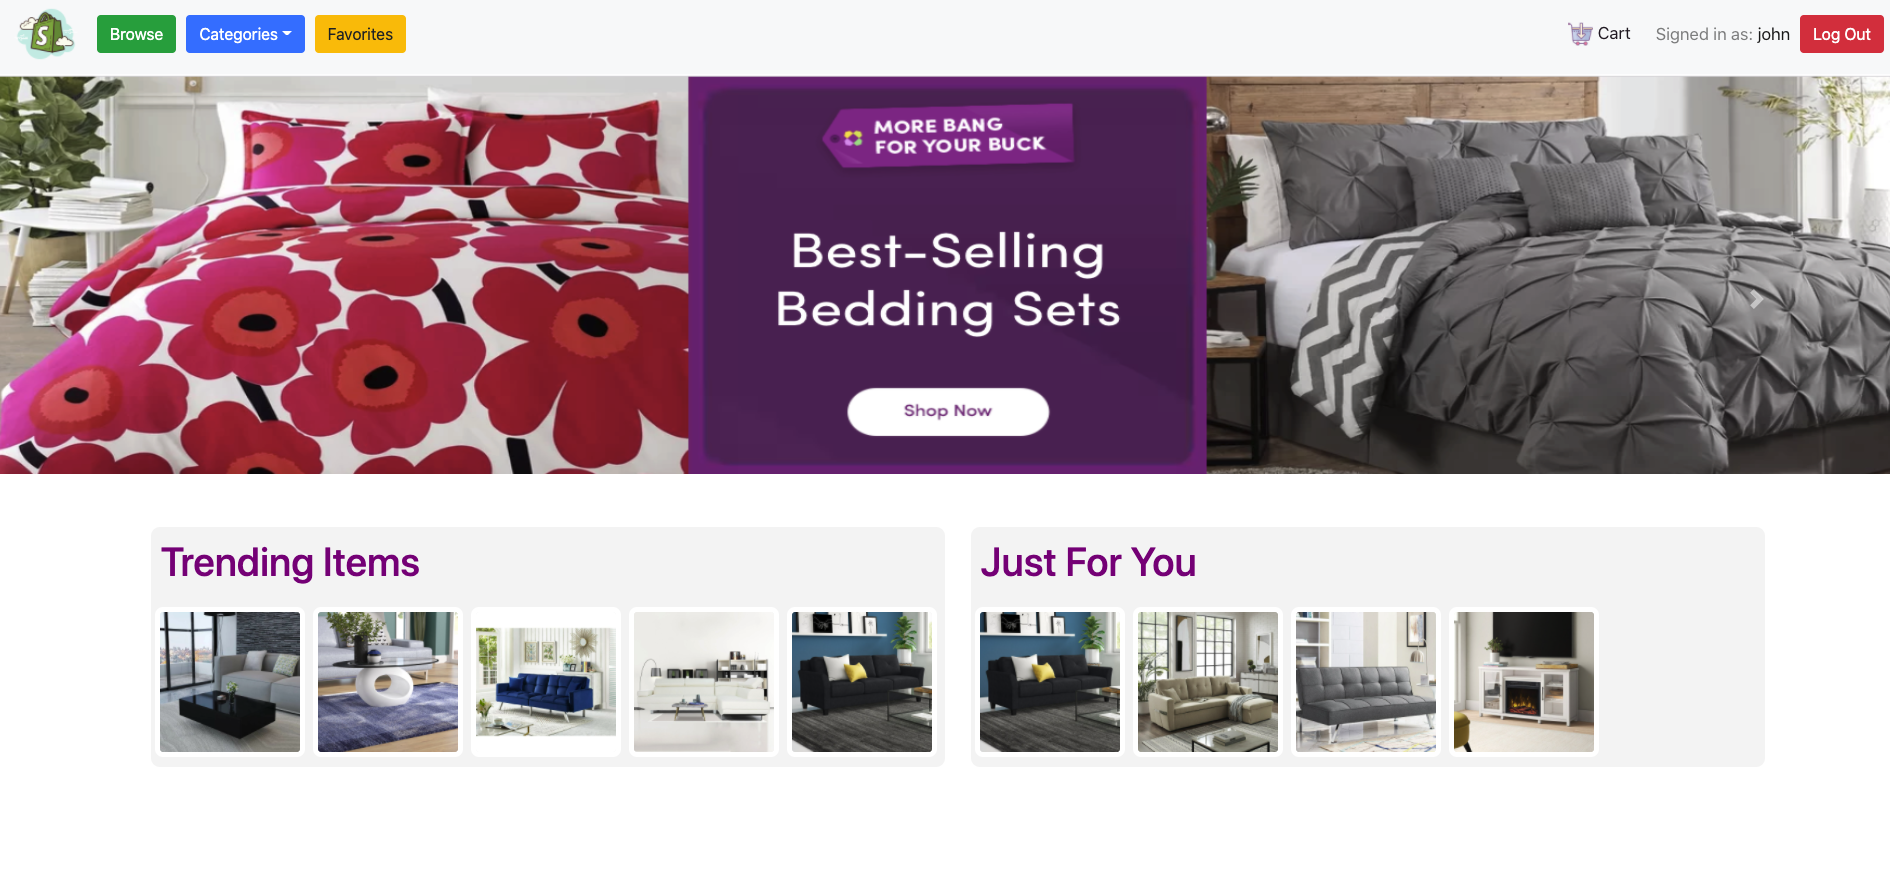 S
Browse
Categories
Favorites
Cart
Signed in as: john
Log Out
MORE BANG
FOR YOUR BUCK
Best-Selling
Bedding Sets
Shop Now
Trending Items
Just For You